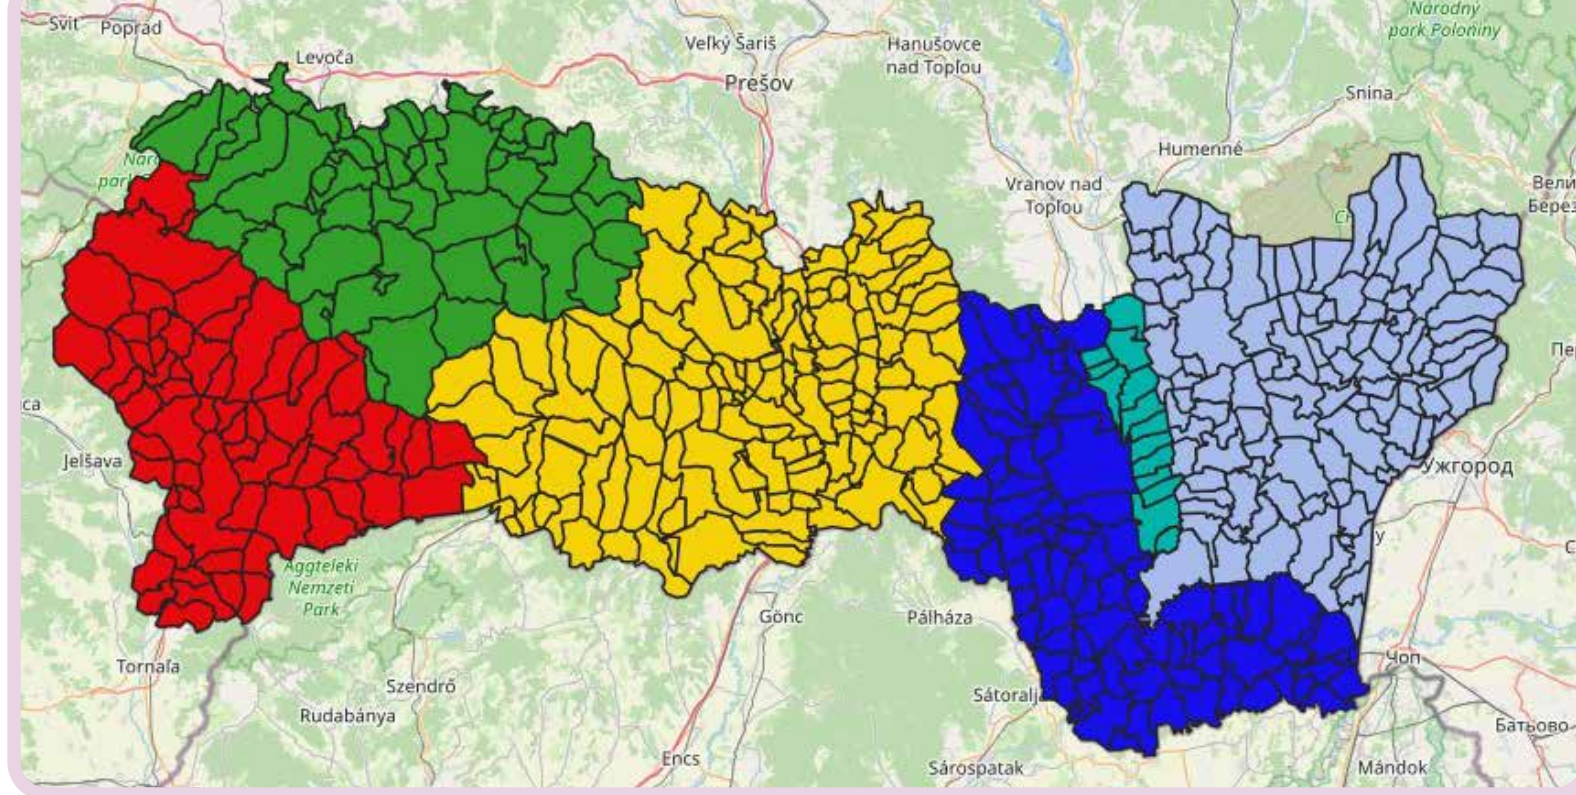 Svit
Poprad
Levoča
Veľký Šariš
Prešov
Hanušovce
nad Topľou
Národný
park Poloniny
Snina
Humenné
Vranov nad
Topľou
Jelšava
Ужгород
Aggteleki
Nemzeti
Park
Gönc
Pálháza
Tornaľa
Szendrő
Rudabánya
Чоп
Батьово
Encs
Sárospatak
Mándok